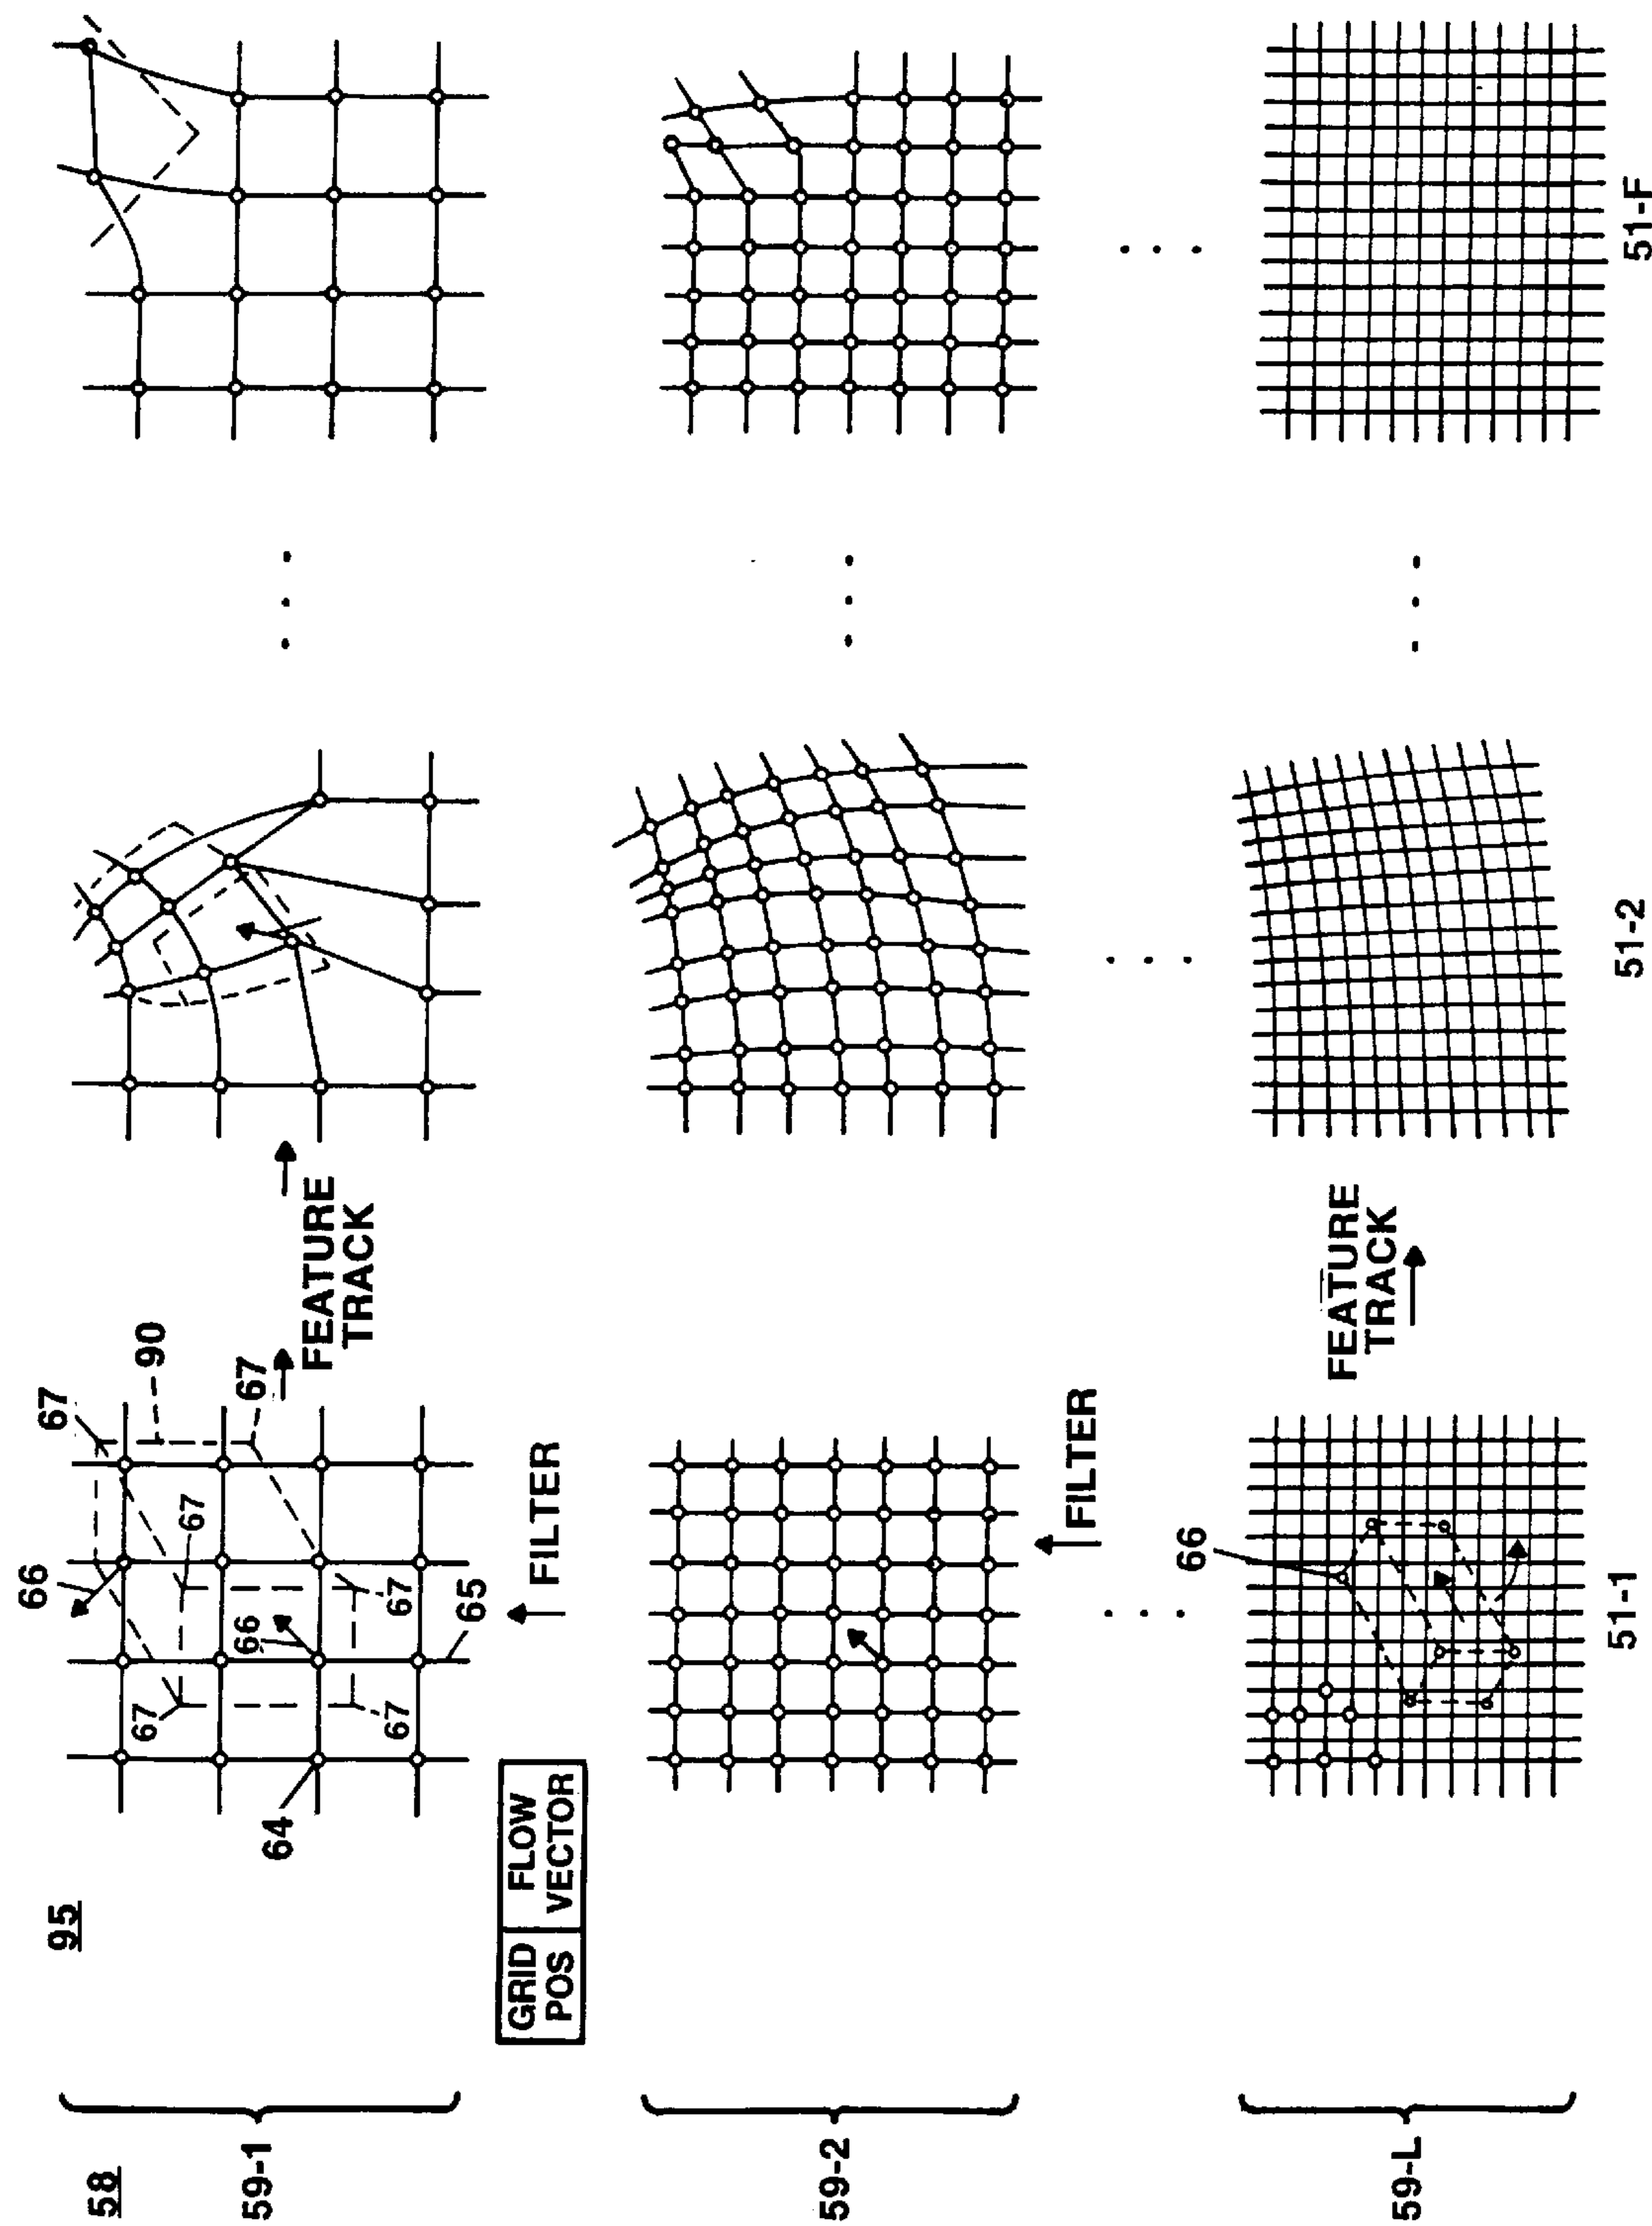 58
95
59-1
64
66
67
90
67
67
66
67
67
67
65
FEATURE
TRACK
GRID
POS
FLOW
VECTOR
FILTER
59-2
FILTER
59-L
66
FEATURE
TRACK
51-1
51-2
51-F